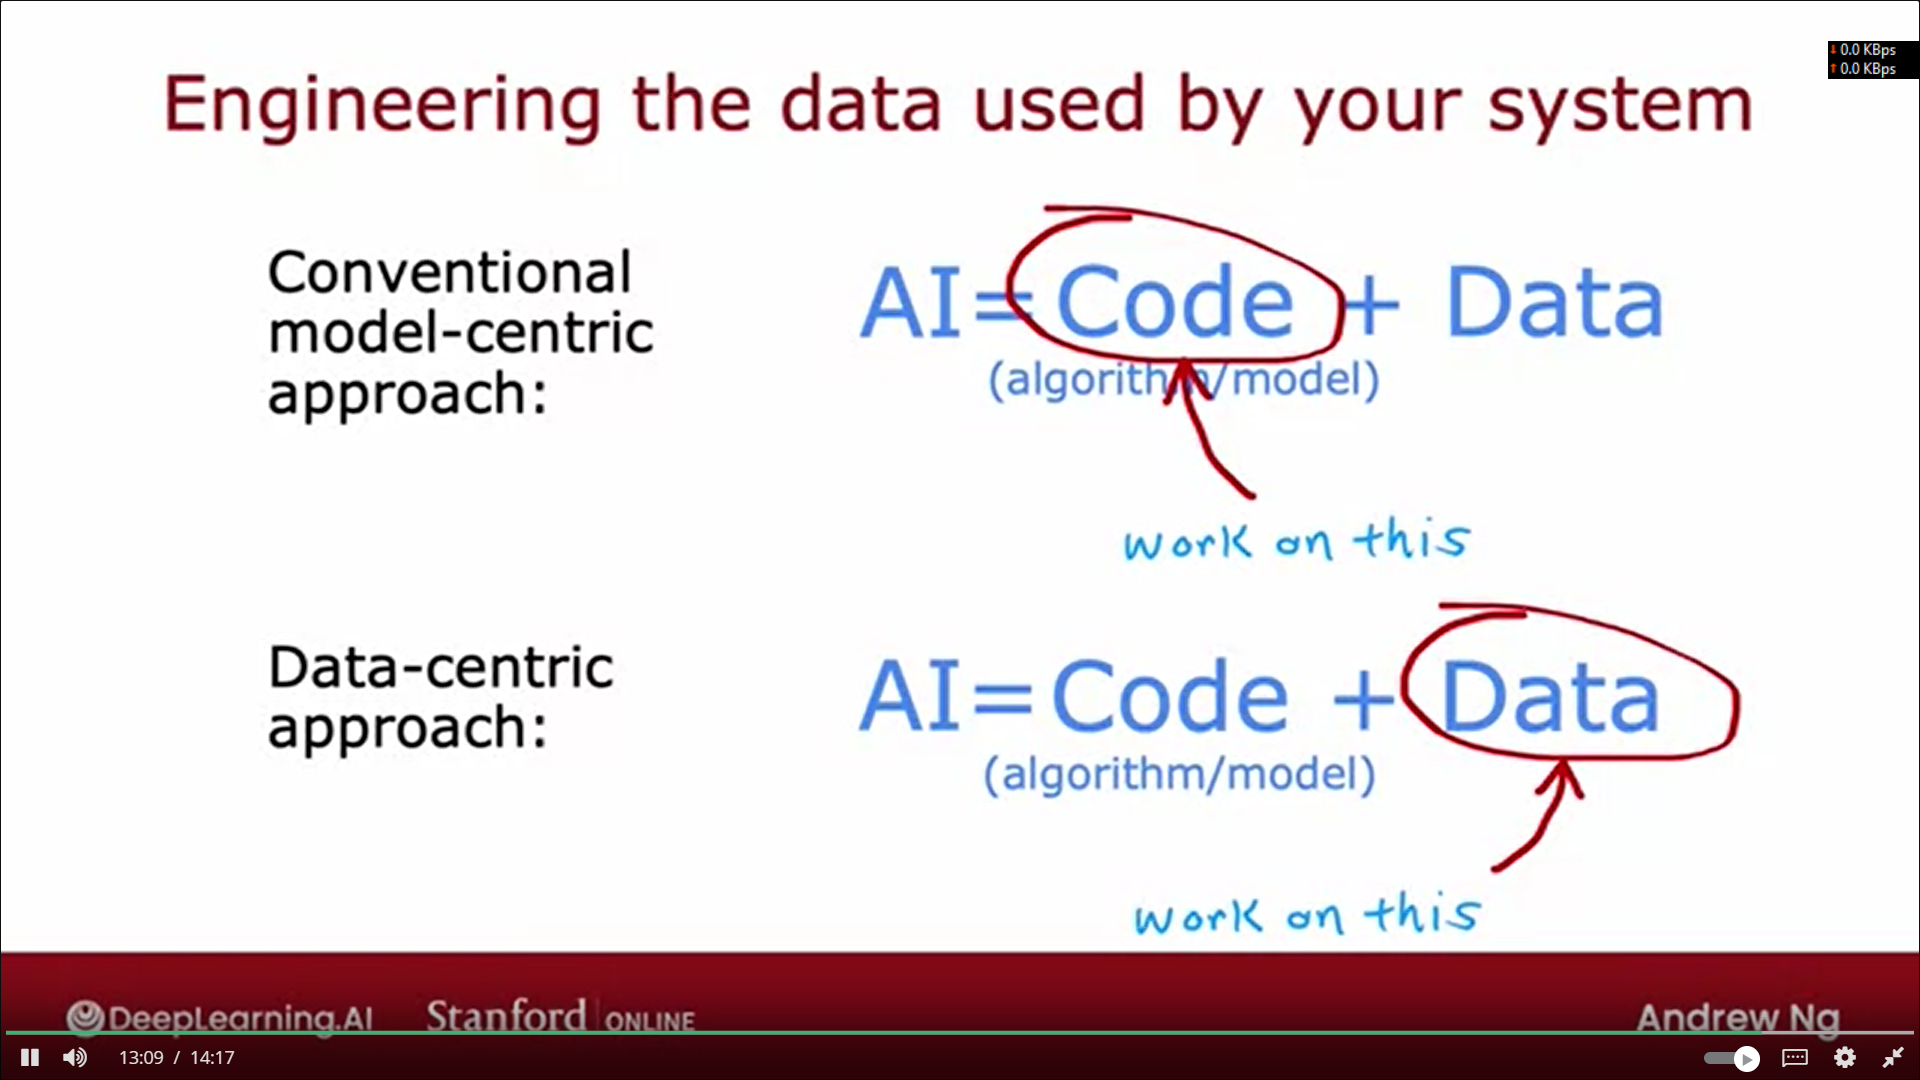 ↓ 0.0 KBps
↑ 0.0 KBps
Engineering the data used by your system
Conventional
model-centric
approach:
AI = Code + Data
(algorithm/model)
work on this
Data-centric
approach:
AI = Code + Data
(algorithm/model)
work on this
DeepLearning.AI Stanford | ONLINE Andrew Ng
13:09 / 14:17